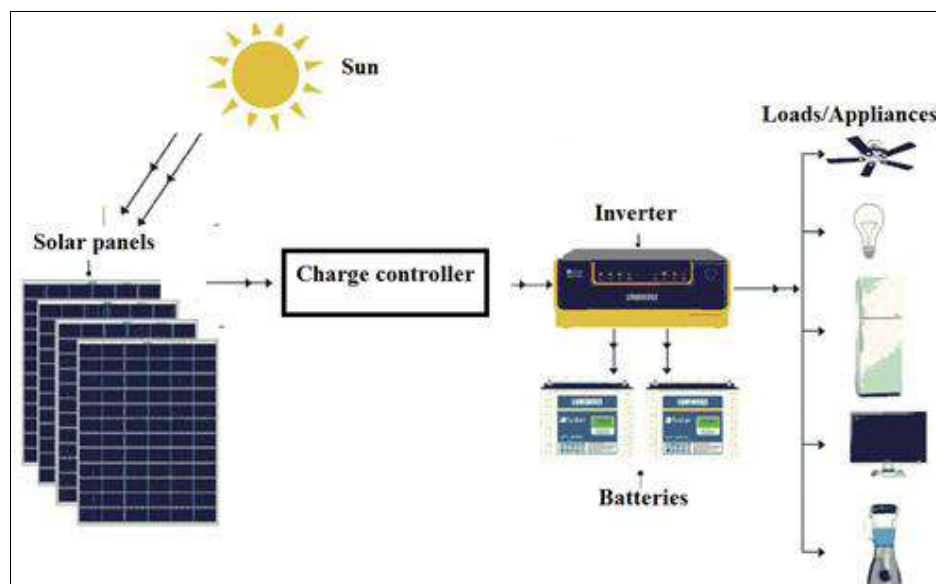 Sun
Loads/Appliances
Solar panels
Inverter
Charge controller
Batteries